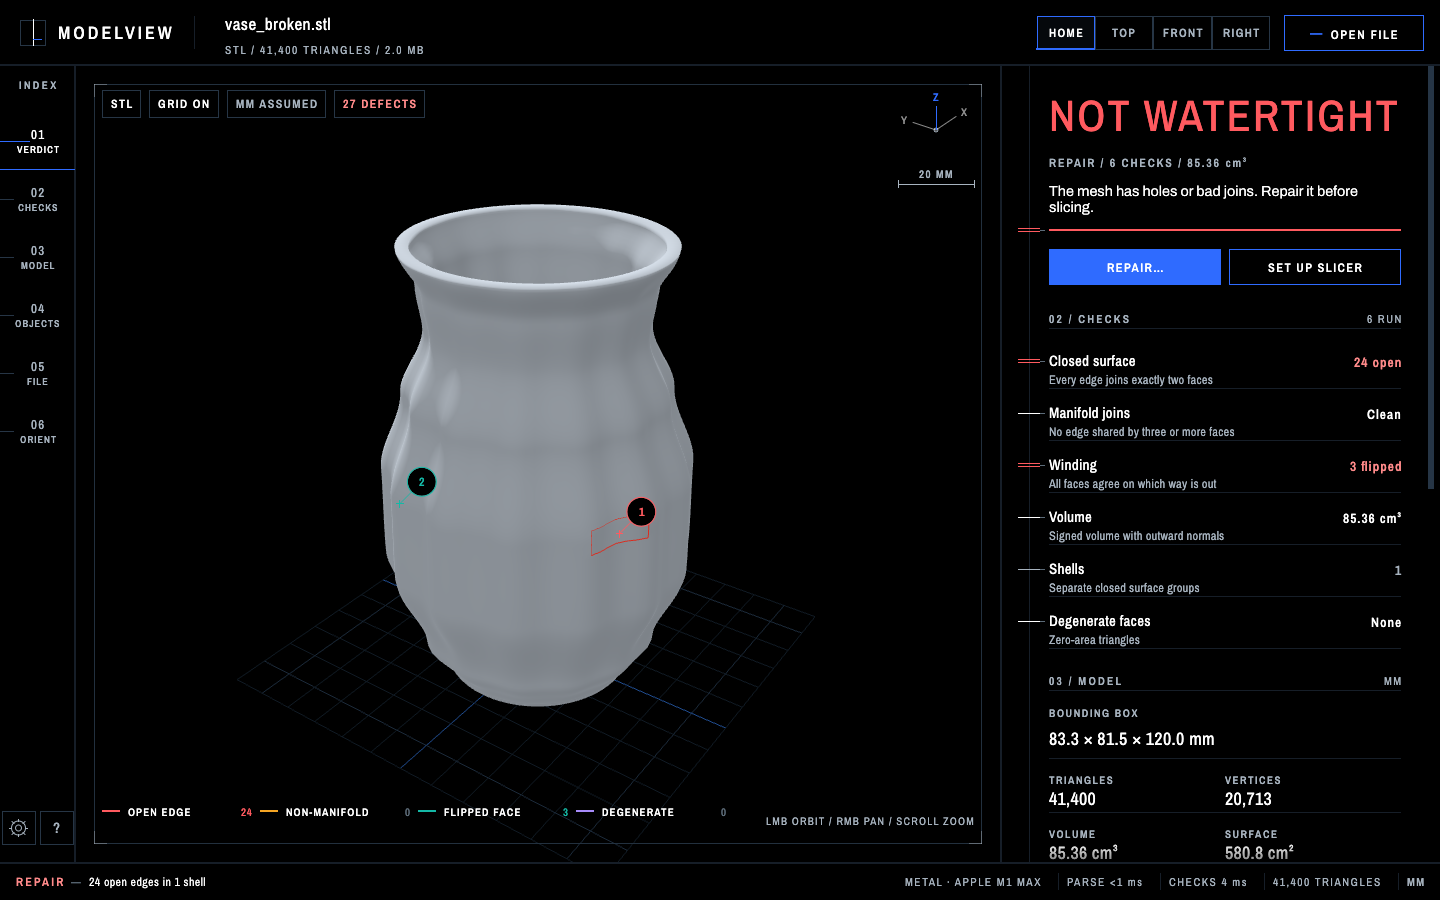 MODELVIEW
vase_broken.stl
STL / 41,400 TRIANGLES / 2.0 MB
HOME
TOP
FRONT
RIGHT
— OPEN FILE
INDEX
01
VERDICT
02
CHECKS
03
MODEL
04
OBJECTS
05
FILE
06
ORIENT
?
STL
GRID ON
MM ASSUMED
27 DEFECTS
Z
Y
X
20 MM
2
1
OPEN EDGE 24
NON-MANIFOLD 0
FLIPPED FACE 3
DEGENERATE 0
LMB ORBIT / RMB PAN / SCROLL ZOOM
NOT WATERTIGHT
REPAIR / 6 CHECKS / 85.36 cm³
The mesh has holes or bad joins. Repair it before
slicing.
REPAIR...
SET UP SLICER
02 / CHECKS 6 RUN
Closed surface 24 open
Every edge joins exactly two faces
Manifold joins Clean
No edge shared by three or more faces
Winding 3 flipped
All faces agree on which way is out
Volume 85.36 cm³
Signed volume with outward normals
Shells 1
Separate closed surface groups
Degenerate faces None
Zero-area triangles
03 / MODEL MM
BOUNDING BOX
83.3 × 81.5 × 120.0 mm
TRIANGLES VERTICES
41,400 20,713
VOLUME SURFACE
85.36 cm³ 580.8 cm²
REPAIR — 24 open edges in 1 shell
METAL · APPLE M1 MAX
PARSE <1 ms
CHECKS 4 ms
41,400 TRIANGLES
MM